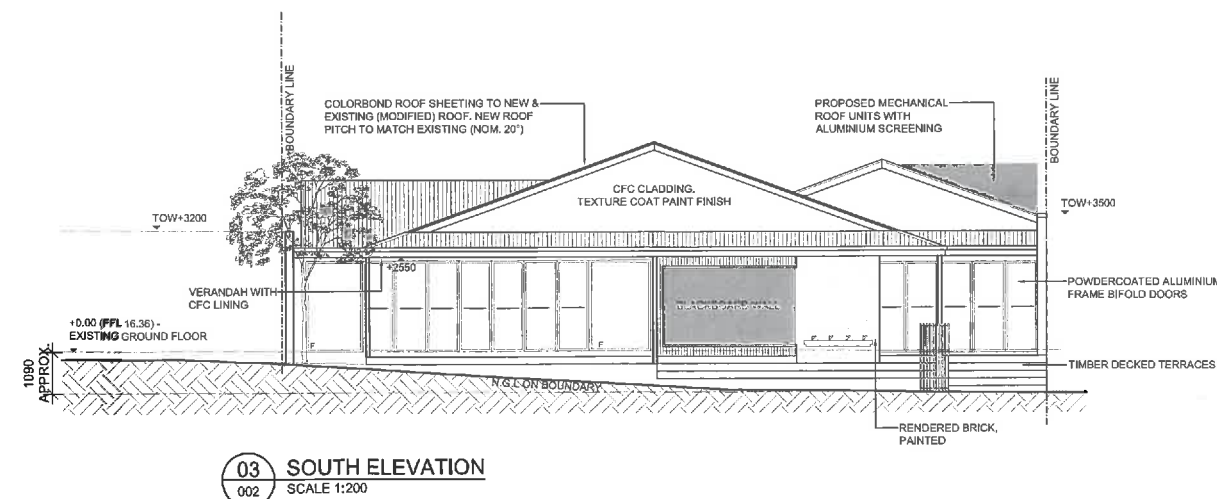 BOUNDARY LINE
COLORBOND ROOF SHEETING TO NEW &
EXISTING (MODIFIED) ROOF. NEW ROOF
PITCH TO MATCH EXISTING (NOM. 20°)
PROPOSED MECHANICAL
ROOF UNITS WITH
ALUMINIUM SCREENING
BOUNDARY LINE
CFC CLADDING.
TEXTURE COAT PAINT FINISH
TOW+3200
TOW+3500
+2550
VERANDAH WITH
CFC LINING
BLACKBOARD WALL
POWDERCOATED ALUMINIUM
FRAME BIFOLD DOORS
+0.00 (FFL 16.36) -
EXISTING GROUND FLOOR
F
F
1090
APPROX.
N.G.L ON BOUNDARY
TIMBER DECKED TERRACES
RENDERED BRICK,
PAINTED
03
002
SOUTH ELEVATION
SCALE 1:200